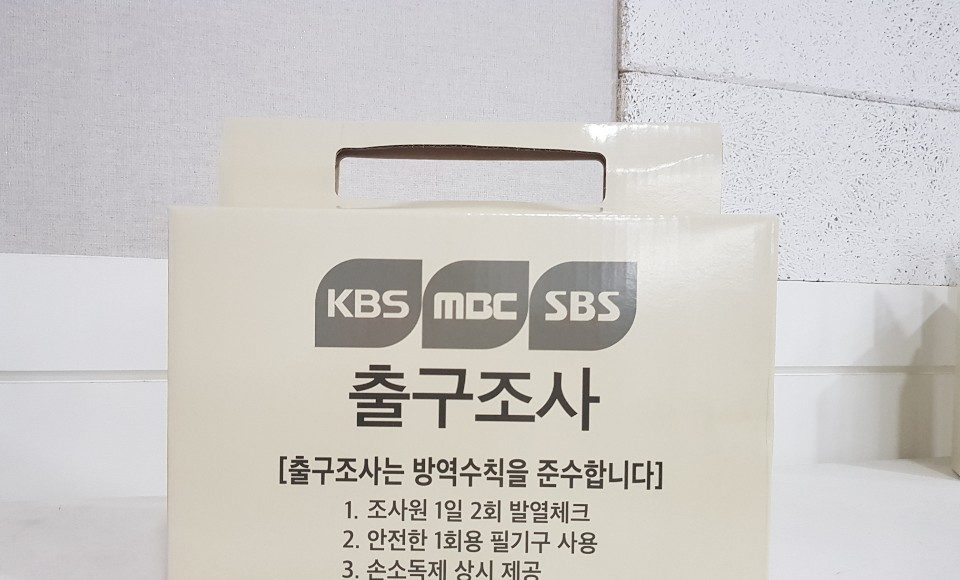 KBS MBC SBS
출구조사
[출구조사는 방역수칙을 준수합니다]
1. 조사원 1일 2회 발열체크
2. 안전한 1회용 필기구 사용
3. 손소독제 상시 제공